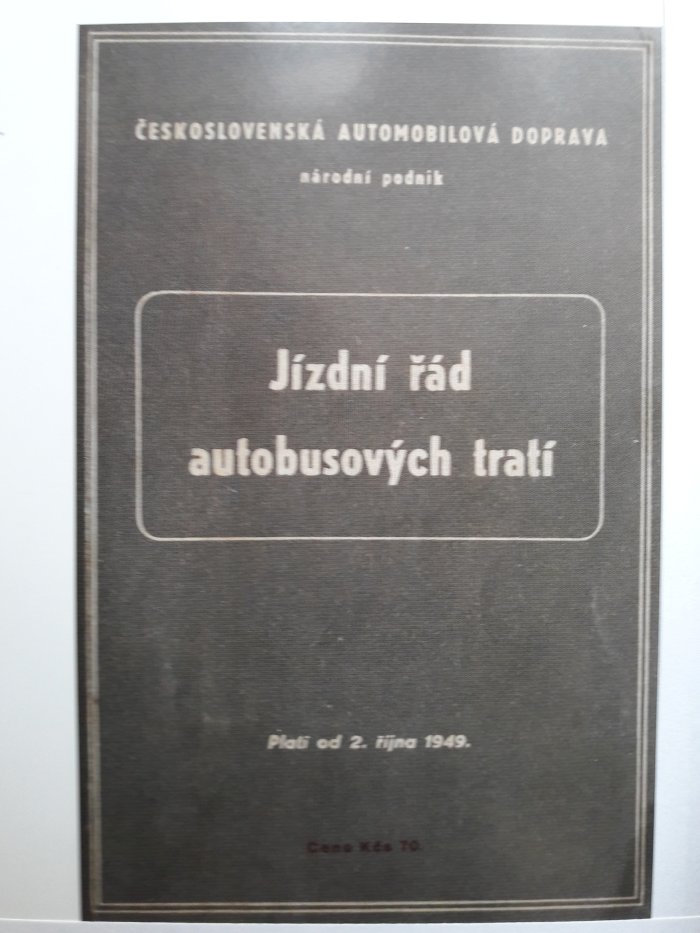 ČESKOSLOVENSKÁ AUTOMOBILOVÁ DOPRAVA
národní podnik
Jízdní řád
autobusových tratí
Platí od 2. října 1949.
Cena Kčs 70